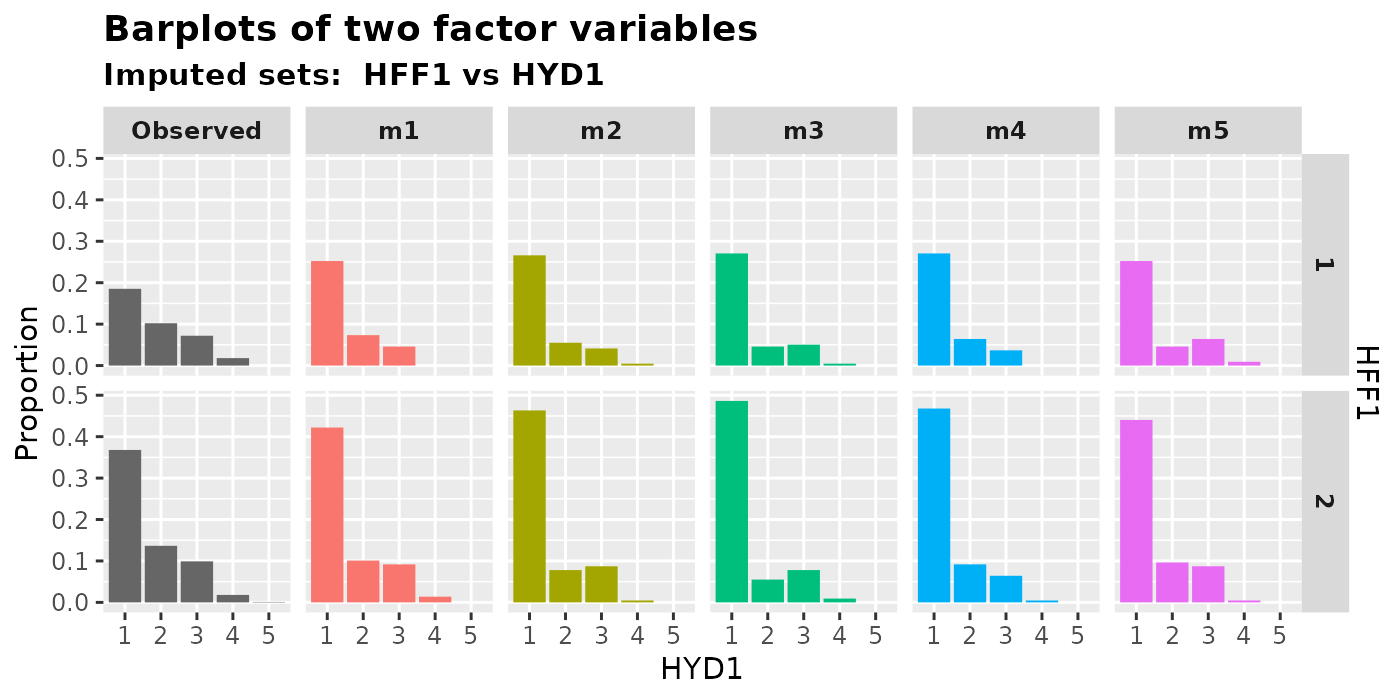 Barplots of two factor variables
Imputed sets:  HFF1 vs HYD1
Observed m1 m2 m3 m4 m5
0.5
0.4
0.3
0.2
0.1
0.0
1
0.5
0.4
0.3
0.2
0.1
0.0
2
Proportion
HFF1
1 2 3 4 5 1 2 3 4 5 1 2 3 4 5 1 2 3 4 5 1 2 3 4 5 1 2 3 4 5
HYD1